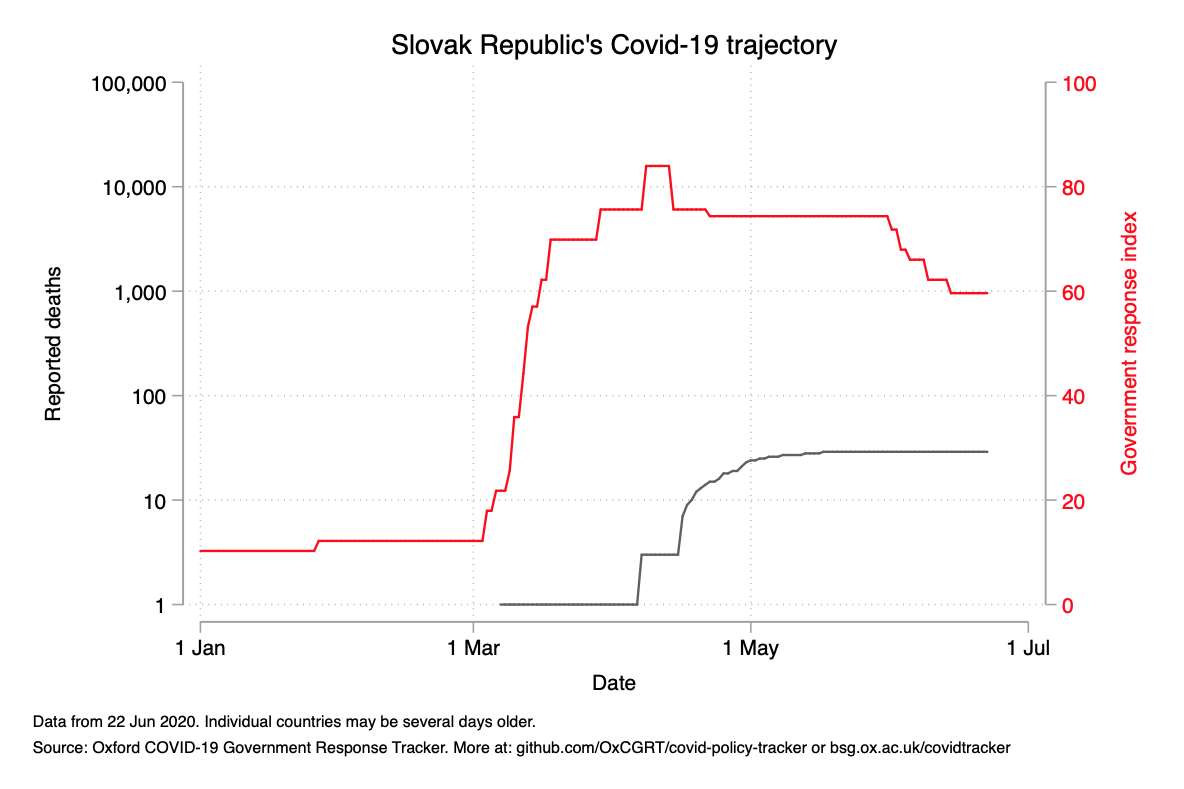 Slovak Republic's Covid-19 trajectory
100,000
10,000
1,000
100
10
1
Reported deaths
100
80
60
40
20
0
Government response index
1 Jan
1 Mar
1 May
1 Jul
Date
Data from 22 Jun 2020. Individual countries may be several days older.
Source: Oxford COVID-19 Government Response Tracker. More at: github.com/OxCGRT/covid-policy-tracker or bsg.ox.ac.uk/covidtracker